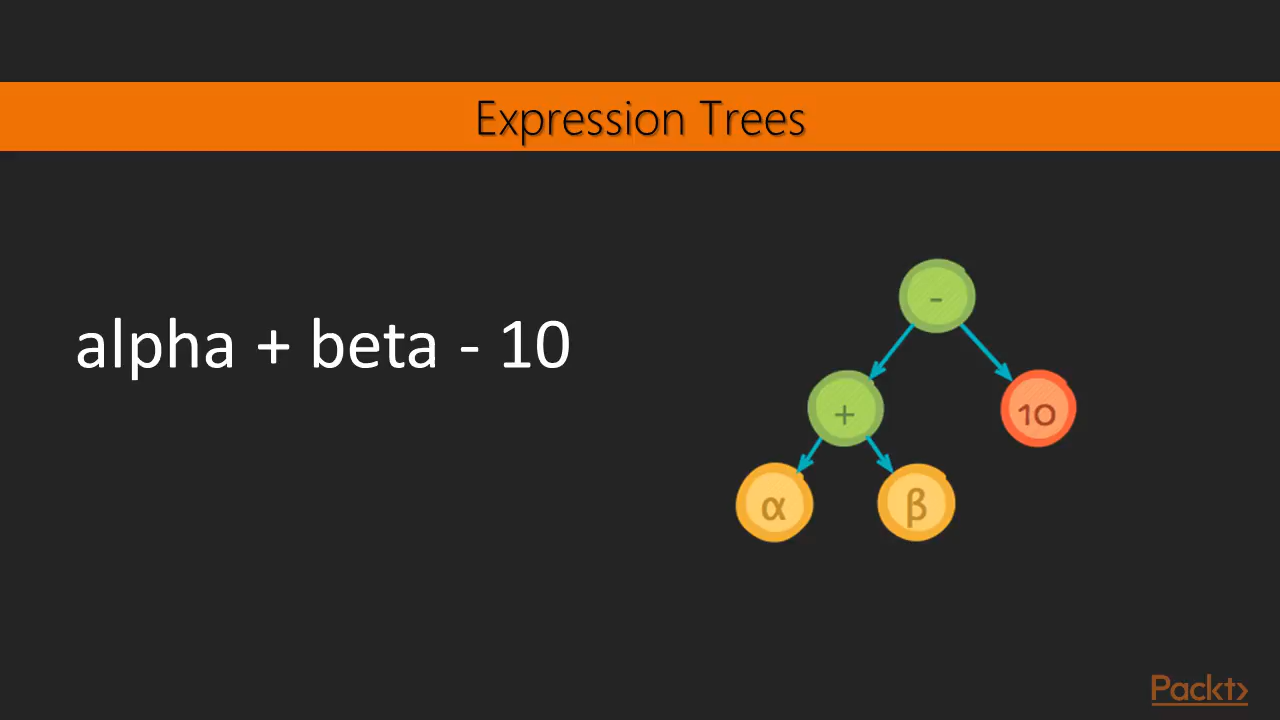 Expression Trees
alpha + beta - 10
-
+
10
α
β
Packt>